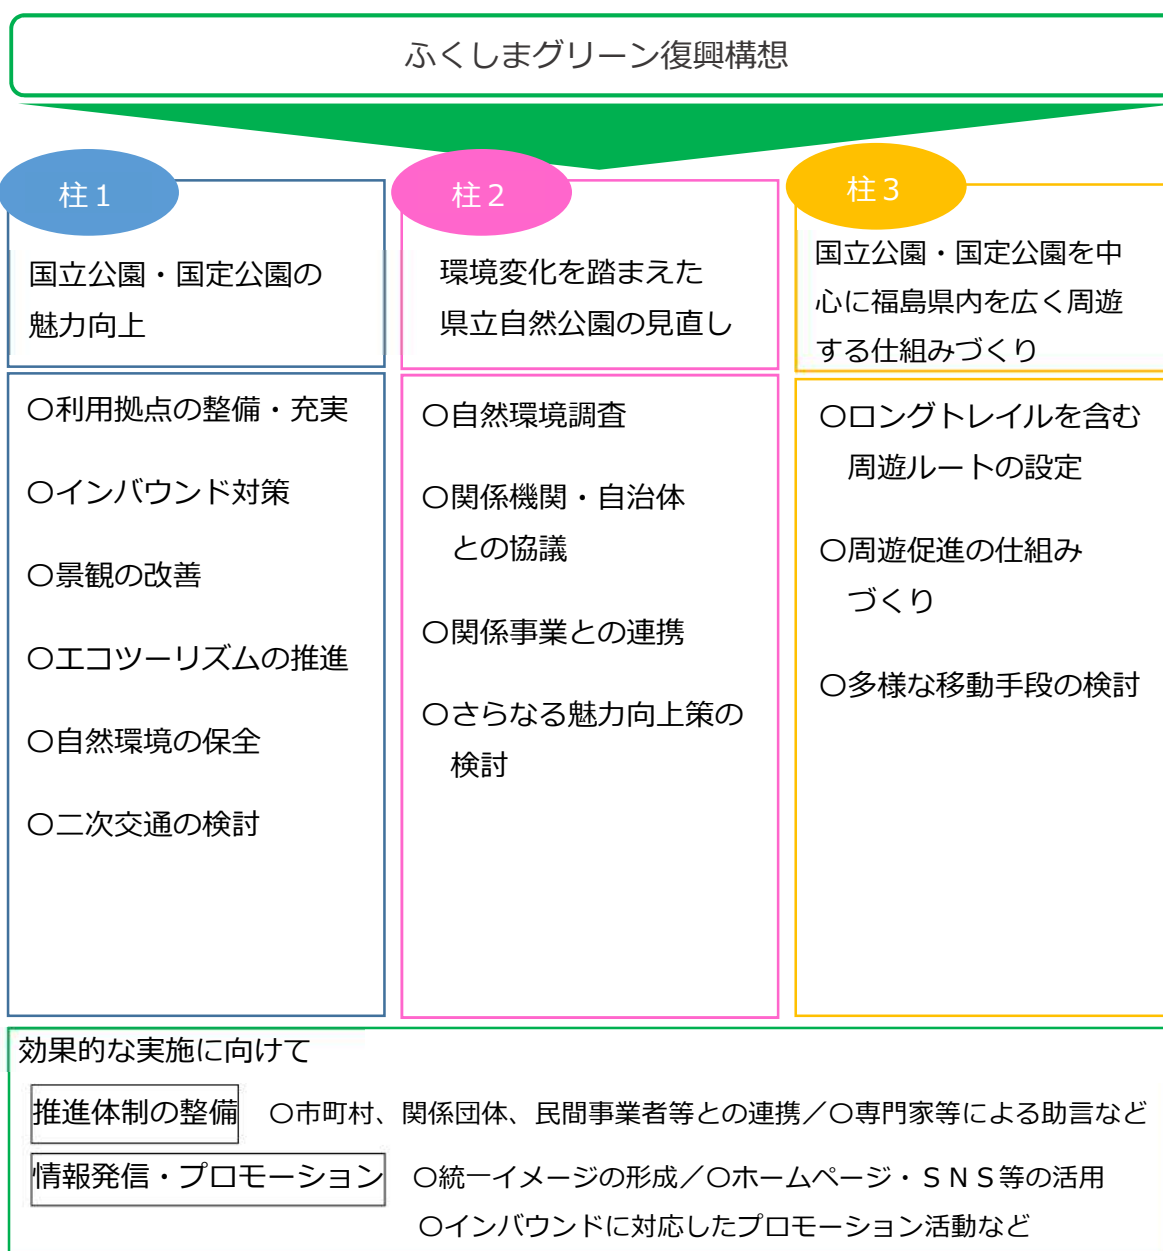 ふくしまグリーン復興構想
柱1
国立公園・国定公園の
魅力向上
〇利用拠点の整備・充実
〇インバウンド対策
〇景観の改善
〇エコツーリズムの推進
〇自然環境の保全
〇二次交通の検討
柱2
環境変化を踏まえた
県立自然公園の見直し
〇自然環境調査
〇関係機関・自治体
との協議
〇関係事業との連携
〇さらなる魅力向上策の
検討
柱3
国立公園・国定公園を中
心に福島県内を広く周遊
する仕組みづくり
〇ロングトレイルを含む
周遊ルートの設定
〇周遊促進の仕組み
づくり
〇多様な移動手段の検討
効果的な実施に向けて
推進体制の整備 〇市町村、関係団体、民間事業者等との連携／〇専門家等による助言など
情報発信・プロモーション 〇統一イメージの形成／〇ホームページ・ＳＮＳ等の活用
〇インバウンドに対応したプロモーション活動など